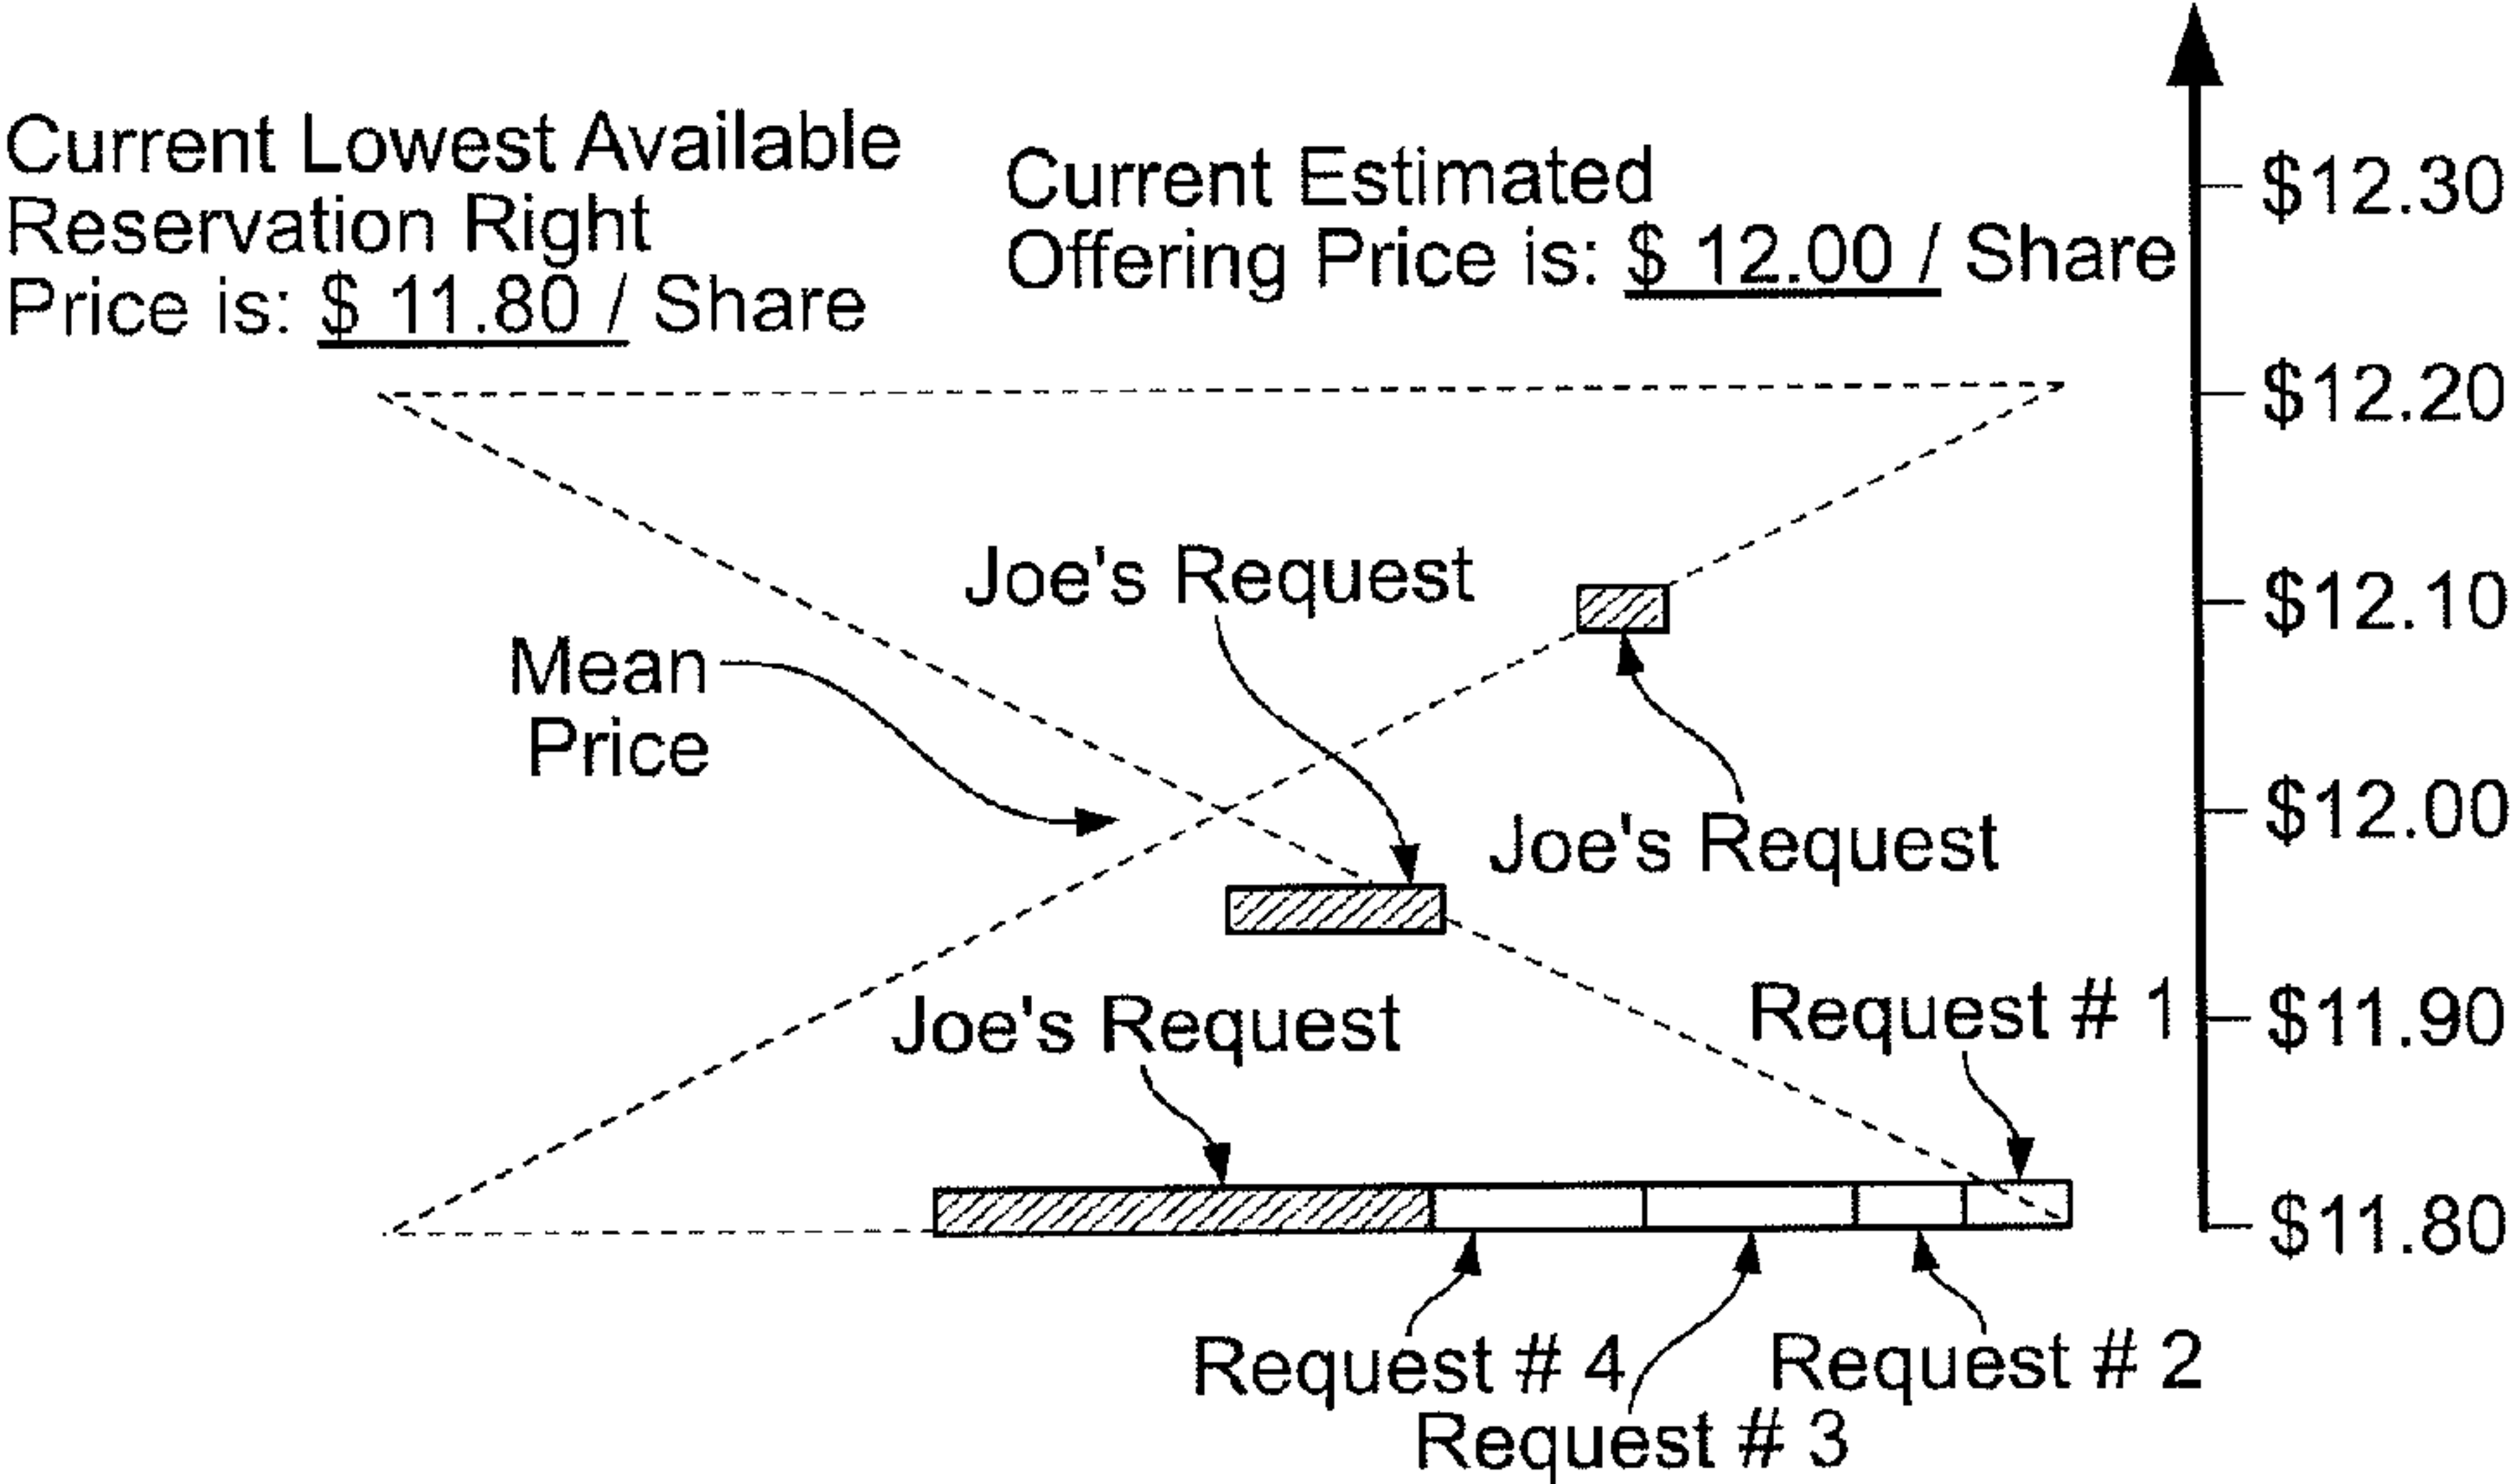 Current Lowest Available
Reservation Right
Price is: $ 11.80 / Share
Current Estimated
Offering Price is: $ 12.00 / Share
$12.30
$12.20
Joe's Request
$12.10
Mean
Price
Joe's Request
$12.00
Joe's Request
Request # 1
$11.90
$11.80
Request # 4
Request # 2
Request # 3